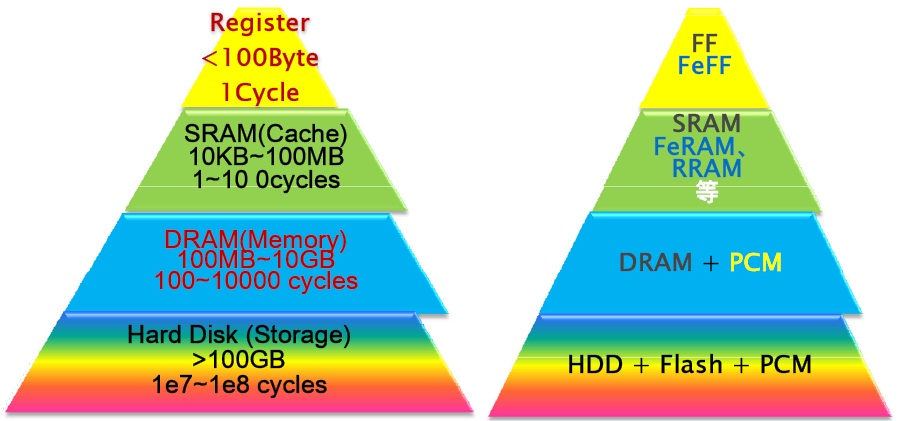 Register
<100Byte
1Cycle
SRAM(Cache)
10KB~100MB
1~10 0cycles
DRAM(Memory)
100MB~10GB
100~10000 cycles
Hard Disk (Storage)
>100GB
1e7~1e8 cycles
FF
FeFF
SRAM
FeRAM、
RRAM
等
DRAM + PCM
HDD + Flash + PCM